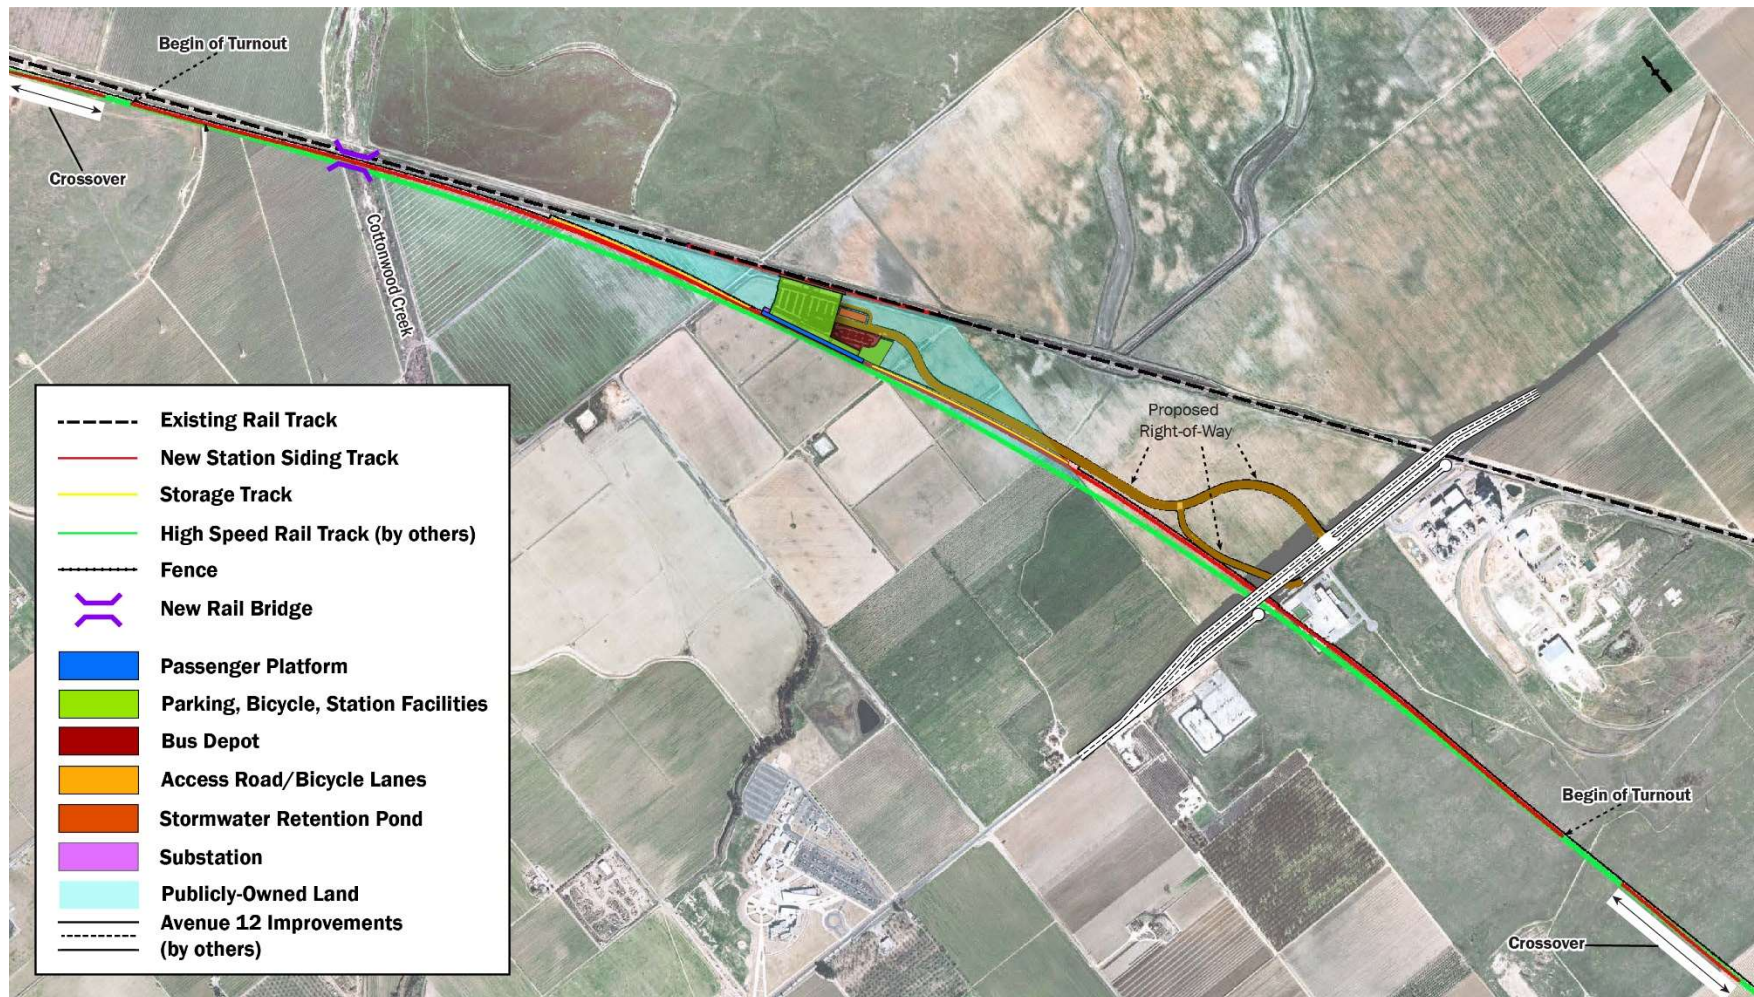 Begin of Turnout
Crossover
Cottonwood Creek
Proposed
Right-of-Way
Existing Rail Track
New Station Siding Track
Storage Track
High Speed Rail Track (by others)
Fence
New Rail Bridge
Passenger Platform
Parking, Bicycle, Station Facilities
Bus Depot
Access Road/Bicycle Lanes
Stormwater Retention Pond
Substation
Publicly-Owned Land
Avenue 12 Improvements
(by others)
Begin of Turnout
Crossover